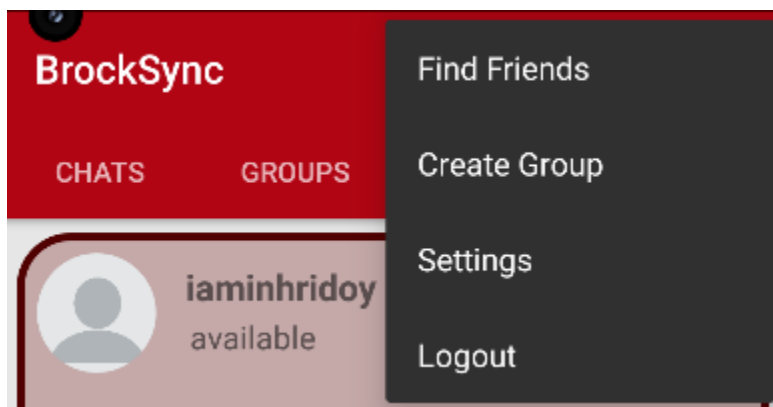 BrockSync
CHATS
GROUPS
iaminhridoy
available
Find Friends
Create Group
Settings
Logout